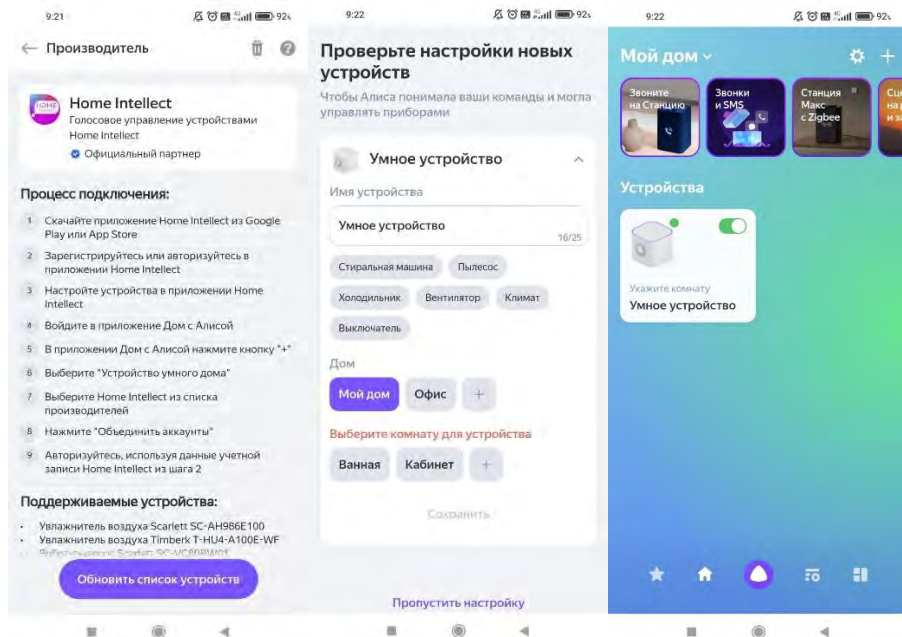 9:21
4G
92%
Производитель
HOME
Home Intellect
Голосовое управление устройствами
Home Intellect
Официальный партнер
Процесс подключения:
1 Скачайте приложение Home Intellect из Google
Play или App Store
2 Зарегистрируйтесь или авторизуйтесь в
приложении Home Intellect
3 Настройте устройства в приложении Home
Intellect
4 Войдите в приложение Дом с Алисой
5 В приложении Дом с Алисой нажмите кнопку "+"
6 Выберите "Устройство умного дома"
7 Выберите Home Intellect из списка
производителей
8 Нажмите "Объединить аккаунты"
9 Авторизуйтесь, используя данные учетной
записи Home Intellect из шага 2
Поддерживаемые устройства:
• Увлажнитель воздуха Scarlett SC-AH986E100
• Увлажнитель воздуха Timberk T-HU4-A100E-WF
Обновить список устройств
9:22
4G
92%
Проверьте настройки новых
устройств
Чтобы Алиса понимала ваши команды и могла
управлять приборами
Умное устройство
Имя устройства
Умное устройство
16/25
Стиральная машина Пылесос
Холодильник Вентилятор Климат
Выключатель
Дом
Мой дом Офис +
Выберите комнату для устройства
Ванная Кабинет +
Сохранить
Пропустить настройку
9:22
4G
92%
Мой дом
Звоните
на Станцию
Звонки
и SMS
Станция
Макс
с Zigbee
Устройства
Укажите комнату
Умное устройство